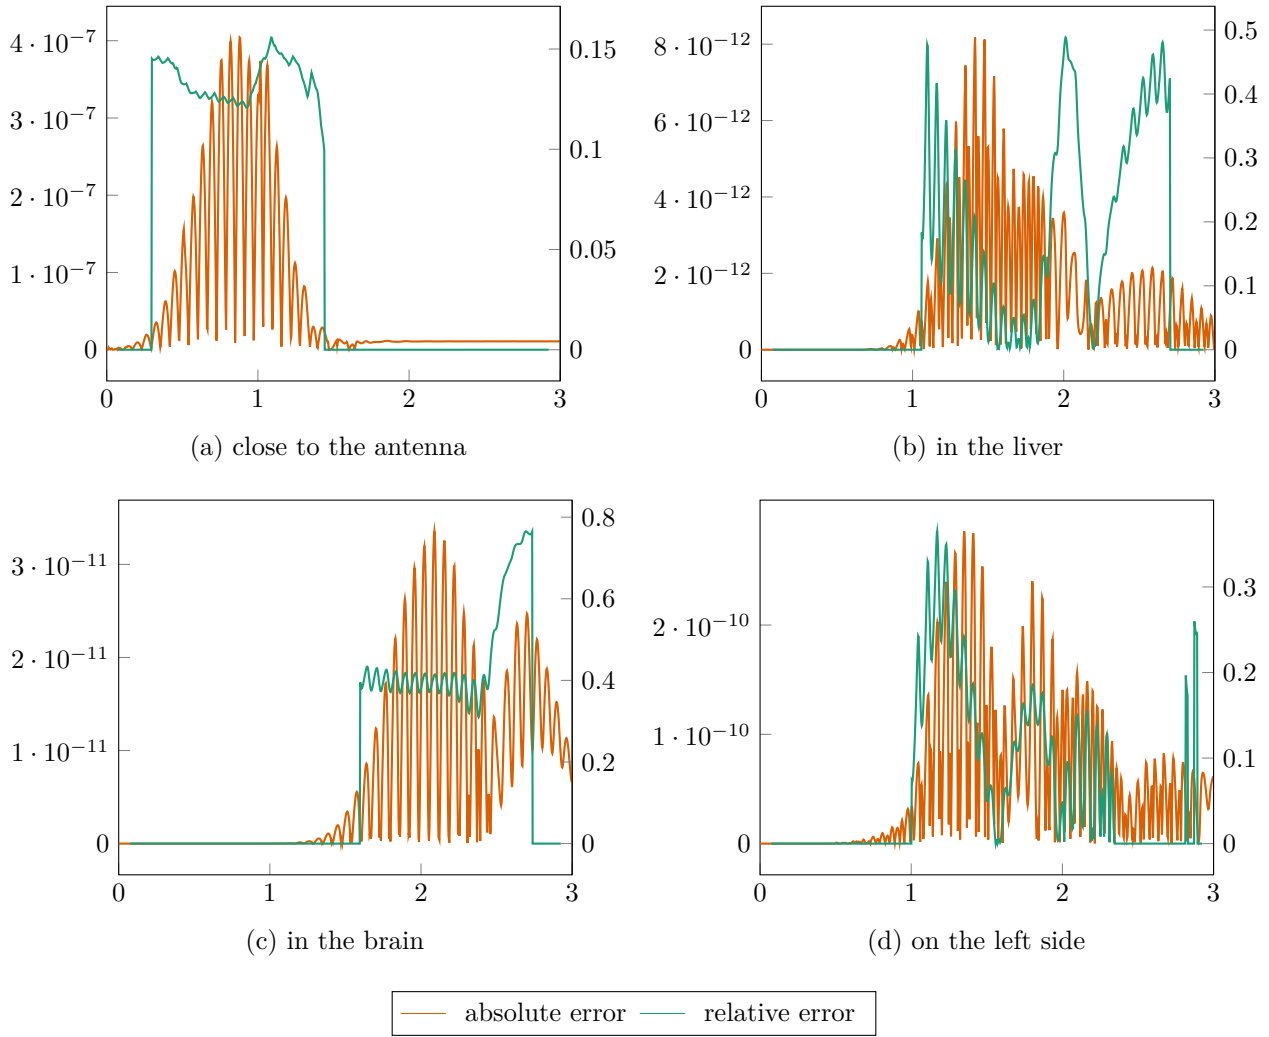 4 · 10⁻⁷
3 · 10⁻⁷
2 · 10⁻⁷
1 · 10⁻⁷
0
0.15
0.1
0.05
0
0 1 2 3
(a) close to the antenna
8 · 10⁻¹²
6 · 10⁻¹²
4 · 10⁻¹²
2 · 10⁻¹²
0
0.5
0.4
0.3
0.2
0.1
0
0 1 2 3
(b) in the liver
3 · 10⁻¹¹
2 · 10⁻¹¹
1 · 10⁻¹¹
0
0.8
0.6
0.4
0.2
0
0 1 2 3
(c) in the brain
2 · 10⁻¹⁰
1 · 10⁻¹⁰
0
0.3
0.2
0.1
0
0 1 2 3
(d) on the left side
absolute error relative error